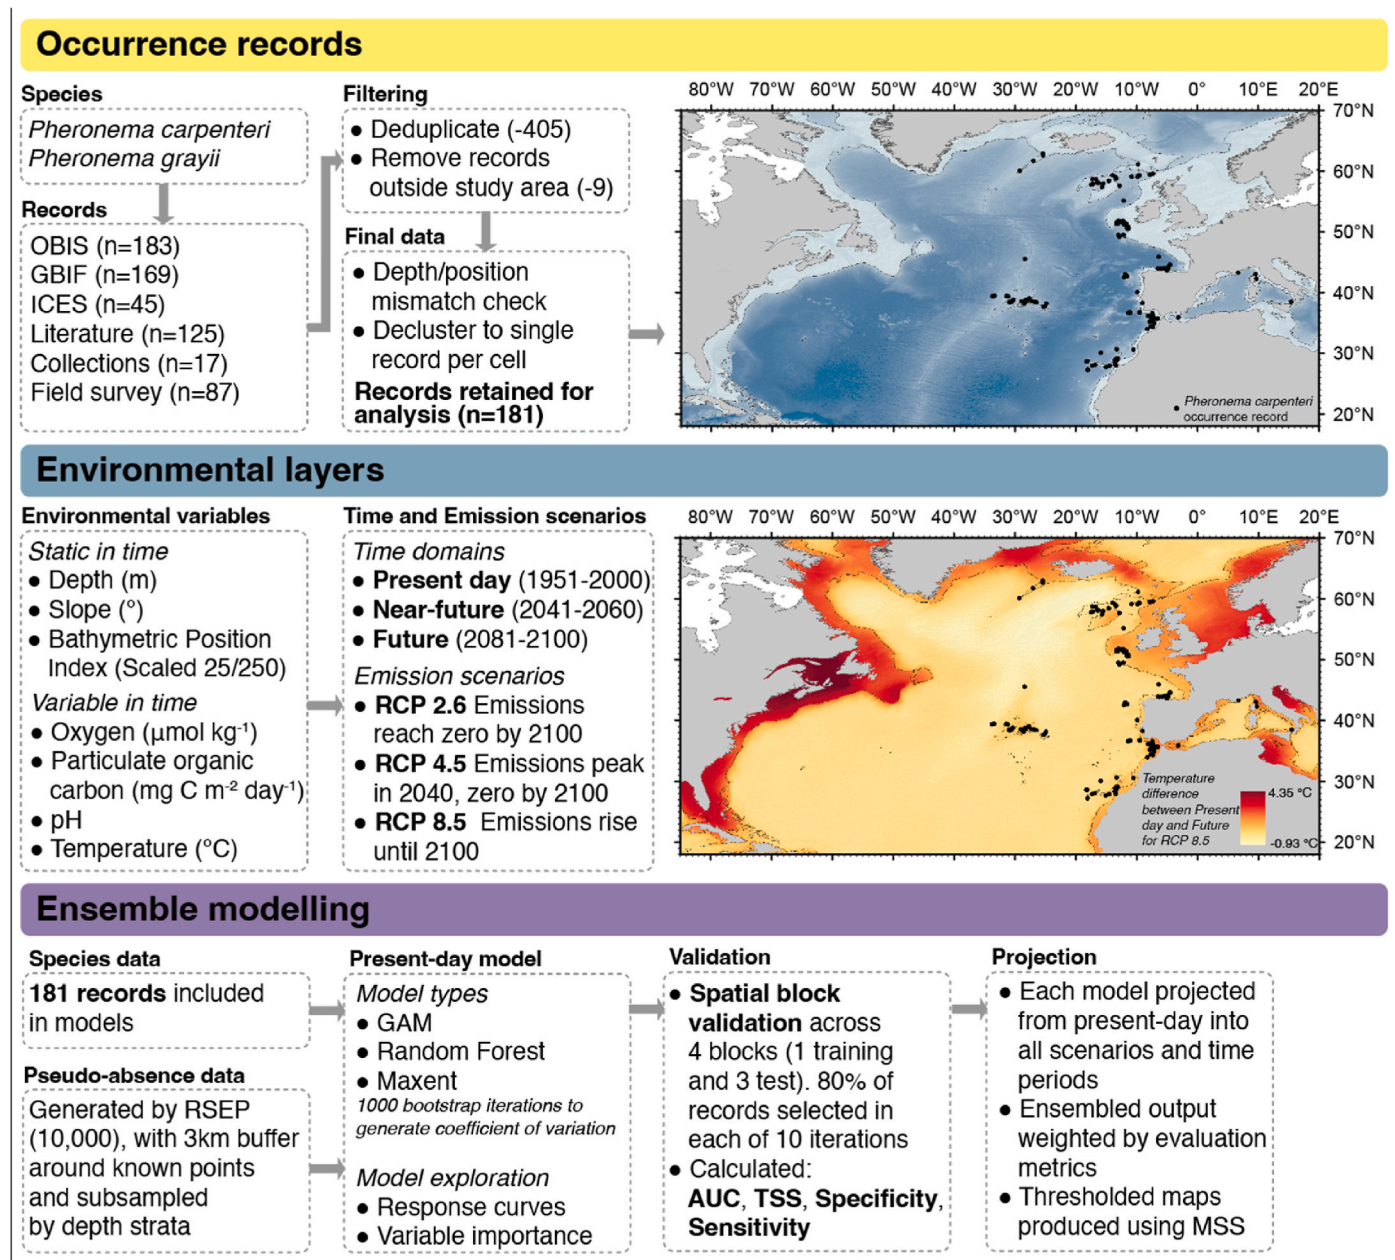 Occurrence records
Species
Pheronema carpenteri
Pheronema grayii
Records
OBIS (n=183)
GBIF (n=169)
ICES (n=45)
Literature (n=125)
Collections (n=17)
Field survey (n=87)
Filtering
● Deduplicate (-405)
● Remove records
outside study area (-9)
Final data
● Depth/position
mismatch check
● Decluster to single
record per cell
Records retained for
analysis (n=181)
80°W 70°W 60°W 50°W 40°W 30°W 20°W 10°W 0° 10°E 20°E
70°N
60°N
50°N
40°N
30°N
20°N
Pheronema carpenteri
occurrence record
Environmental layers
Environmental variables
Static in time
● Depth (m)
● Slope (°)
● Bathymetric Position
Index (Scaled 25/250)
Variable in time
● Oxygen (µmol kg⁻¹)
● Particulate organic
carbon (mg C m⁻² day⁻¹)
● pH
● Temperature (°C)
Time and Emission scenarios
Time domains
● Present day (1951-2000)
● Near-future (2041-2060)
● Future (2081-2100)
Emission scenarios
● RCP 2.6 Emissions
reach zero by 2100
● RCP 4.5 Emissions peak
in 2040, zero by 2100
● RCP 8.5 Emissions rise
until 2100
80°W 70°W 60°W 50°W 40°W 30°W 20°W 10°W 0° 10°E 20°E
70°N
60°N
50°N
40°N
30°N
20°N
Temperature
difference
between Present
day and Future
for RCP 8.5
4.35 °C
-0.93 °C
Ensemble modelling
Species data
181 records included
in models
Pseudo-absence data
Generated by RSEP
(10,000), with 3km buffer
around known points
and subsampled
by depth strata
Present-day model
Model types
● GAM
● Random Forest
● Maxent
1000 bootstrap iterations to
generate coefficient of variation
Model exploration
● Response curves
● Variable importance
Validation
● Spatial block
validation across
4 blocks (1 training
and 3 test). 80% of
records selected in
each of 10 iterations
● Calculated:
AUC, TSS, Specificity,
Sensitivity
Projection
● Each model projected
from present-day into
all scenarios and time
periods
● Ensembled output
weighted by evaluation
metrics
● Thresholded maps
produced using MSS